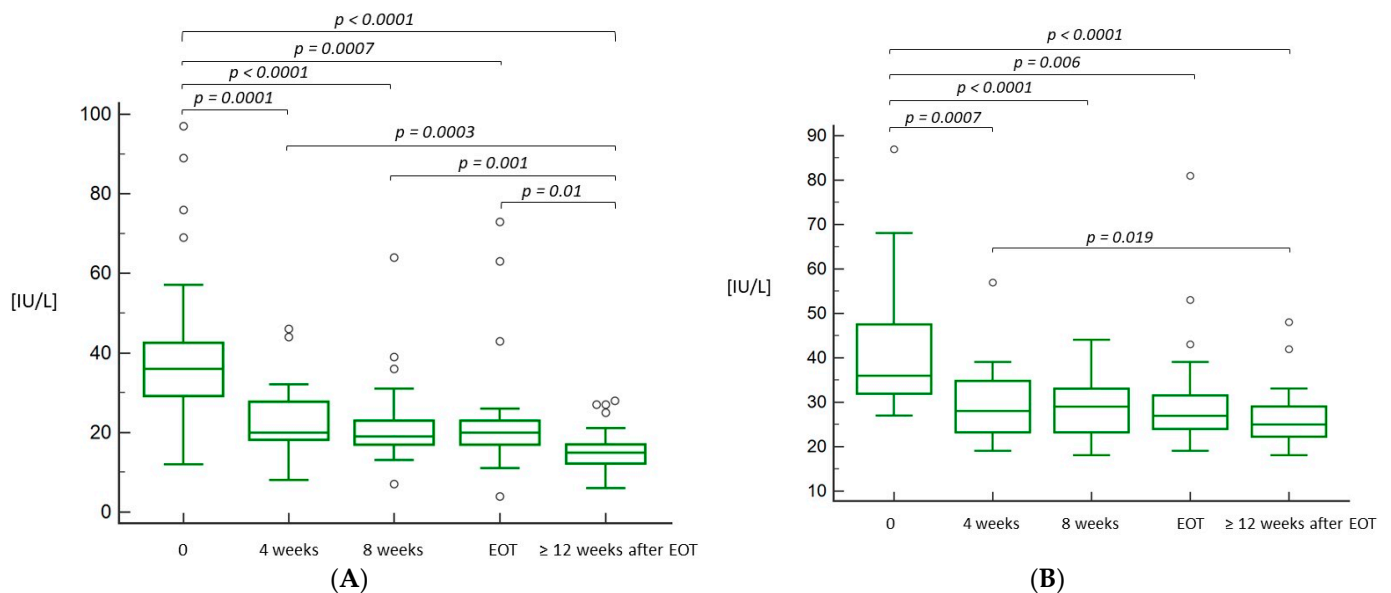 p < 0.0001
p = 0.0007
p < 0.0001
p = 0.0001
p = 0.0003
p = 0.001
p = 0.01
100
80
60
40
20
0
[IU/L]
0 4 weeks 8 weeks EOT ≥ 12 weeks after EOT
(A)
p < 0.0001
p = 0.006
p < 0.0001
p = 0.0007
p = 0.019
90
80
70
60
50
40
30
20
10
[IU/L]
0 4 weeks 8 weeks EOT ≥ 12 weeks after EOT
(B)